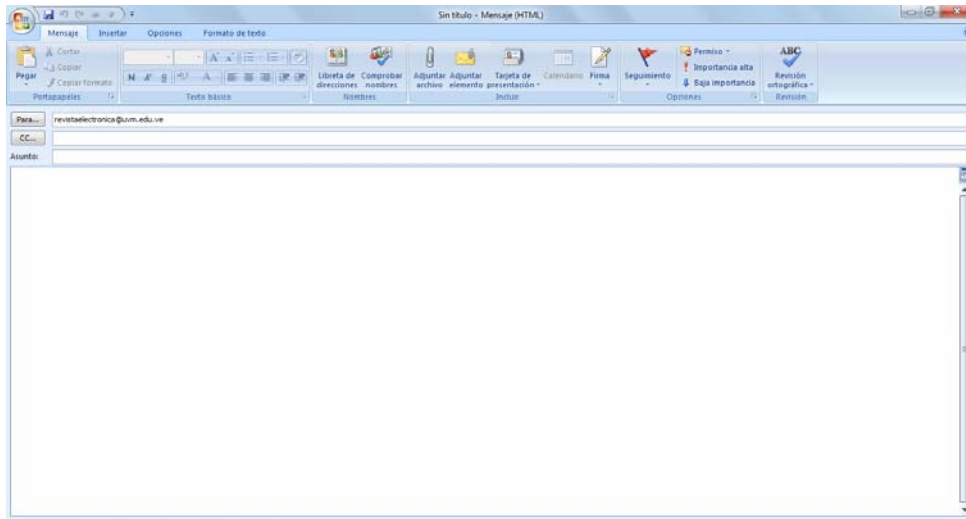 Sin título - Mensaje (HTML)
Mensaje Insertar Opciones Formato de texto
Pegar
Cortar
Copiar
Copiar formato
Portapapeles
N K S
Texto básico
Libreta de direcciones
Comprobar nombres
Nombres
Adjuntar archivo
Adjuntar elemento
Tarjeta de presentación
Calendario
Firma
Incluir
Seguimiento
Permiso
Importancia alta
Baja importancia
Opciones
ABC
Revisión ortográfica
Revisión
Para... revistaelectronica@uvm.edu.ve
CC...
Asunto: